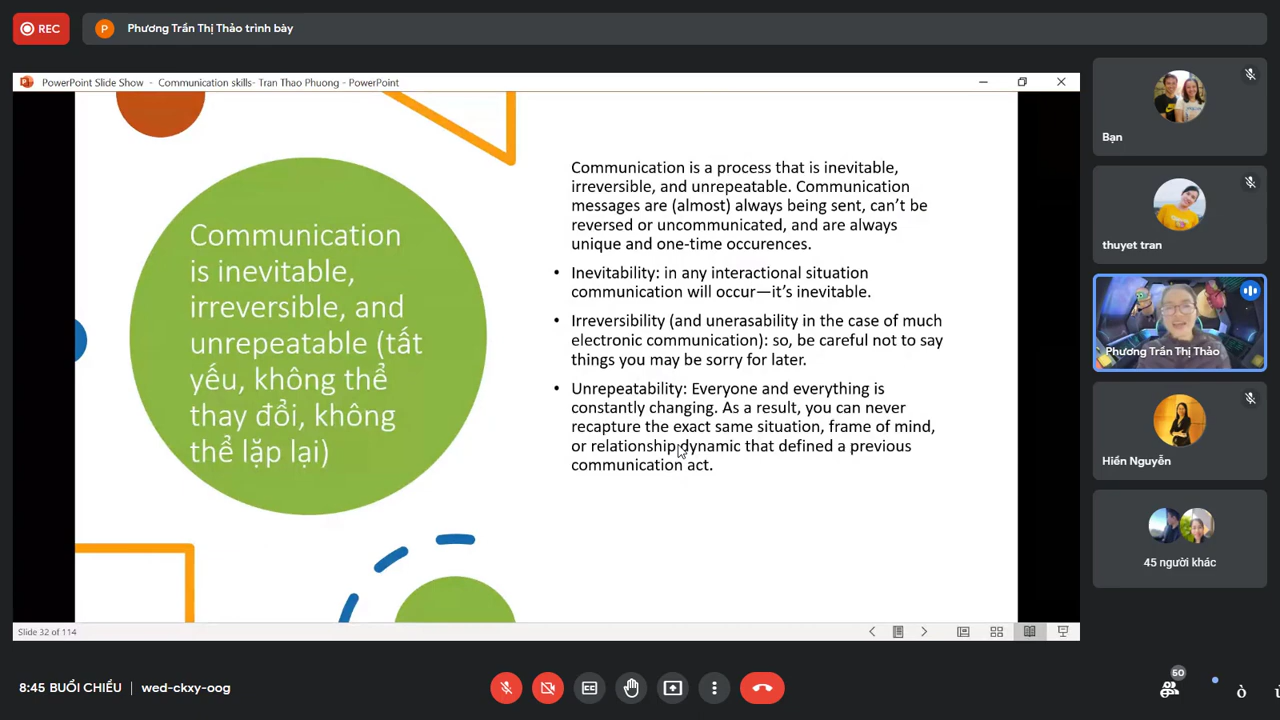 REC
P
Phương Trần Thị Thảo trình bày
PowerPoint Slide Show - Communication skills- Tran Thao Phuong - PowerPoint
Communication
is inevitable,
irreversible, and
unrepeatable (tất
yếu, không thể
thay đổi, không
thể lặp lại)
Communication is a process that is inevitable,
irreversible, and unrepeatable. Communication
messages are (almost) always being sent, can't be
reversed or uncommunicated, and are always
unique and one-time occurences.
• Inevitability: in any interactional situation
communication will occur—it's inevitable.
• Irreversibility (and unerasability in the case of much
electronic communication): so, be careful not to say
things you may be sorry for later.
• Unrepeatability: Everyone and everything is
constantly changing. As a result, you can never
recapture the exact same situation, frame of mind,
or relationship dynamic that defined a previous
communication act.
Slide 32 of 114
Bạn
thuyet tran
Phương Trần Thị Thảo
Hiền Nguyễn
45 người khác
8:45 BUỔI CHIỀU | wed-ckxy-oog
50